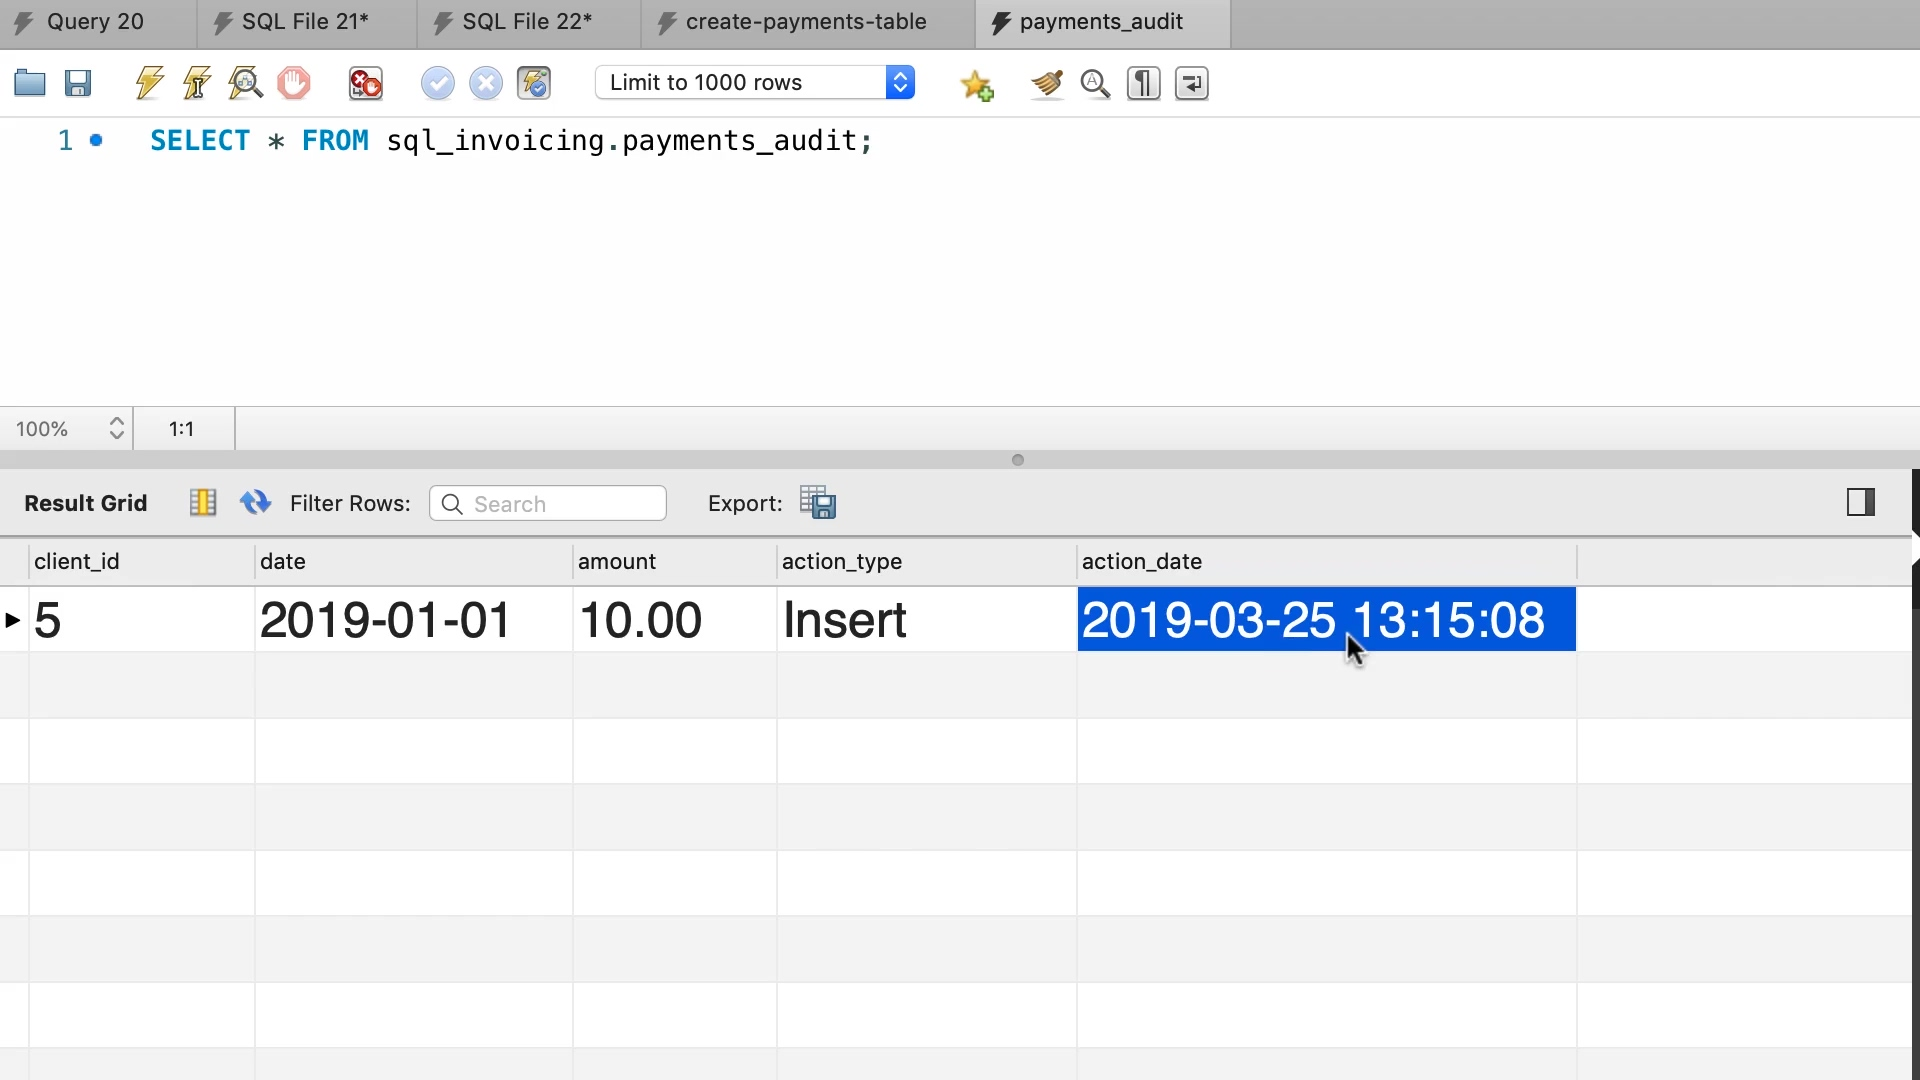 Query 20 SQL File 21* SQL File 22* create-payments-table payments_audit
Limit to 1000 rows
1 SELECT * FROM sql_invoicing.payments_audit;
100% 1:1
Result Grid Filter Rows: Search Export:
client_id date amount action_type action_date
5 2019-01-01 10.00 Insert 2019-03-25 13:15:08